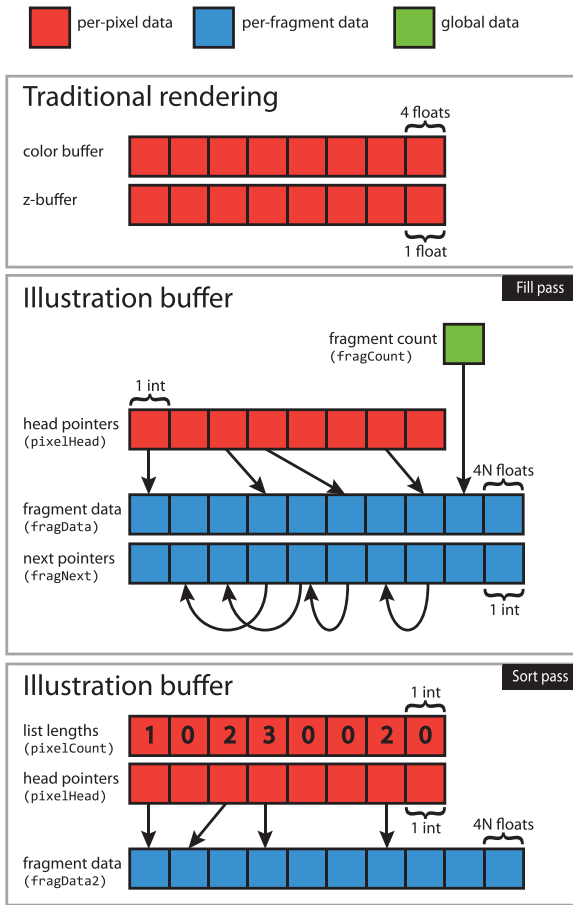 per-pixel data
per-fragment data
global data
Traditional rendering
4 floats
color buffer
z-buffer
1 float
Illustration buffer
Fill pass
fragment count
(fragCount)
1 int
head pointers
(pixelHead)
4N floats
fragment data
(fragData)
next pointers
(fragNext)
1 int
Illustration buffer
Sort pass
1 int
list lengths
(pixelCount)
1 0 2 3 0 0 2 0
head pointers
(pixelHead)
1 int
4N floats
fragment data
(fragData2)